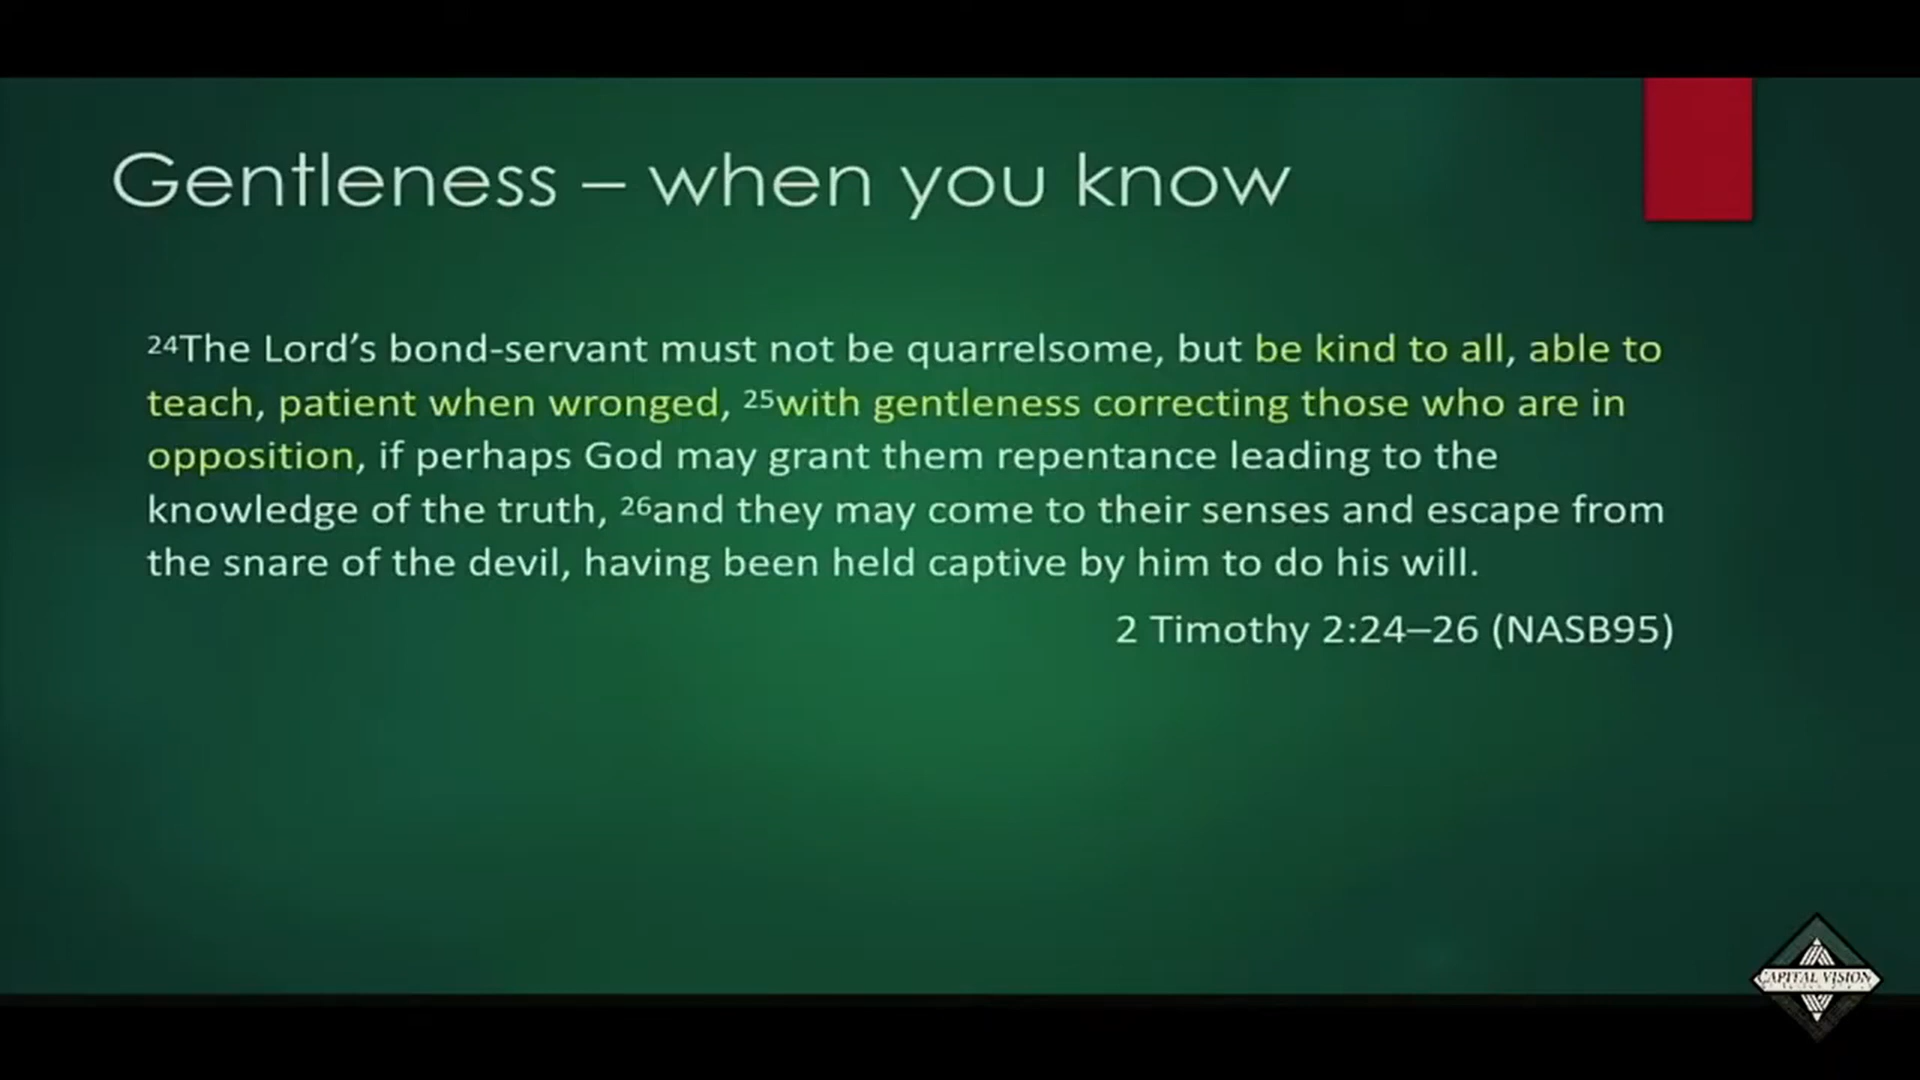 Gentleness – when you know
²⁴The Lord’s bond-servant must not be quarrelsome, but be kind to all, able to
teach, patient when wronged, ²⁵with gentleness correcting those who are in
opposition, if perhaps God may grant them repentance leading to the
knowledge of the truth, ²⁶and they may come to their senses and escape from
the snare of the devil, having been held captive by him to do his will.
2 Timothy 2:24–26 (NASB95)
CAPITAL VISION